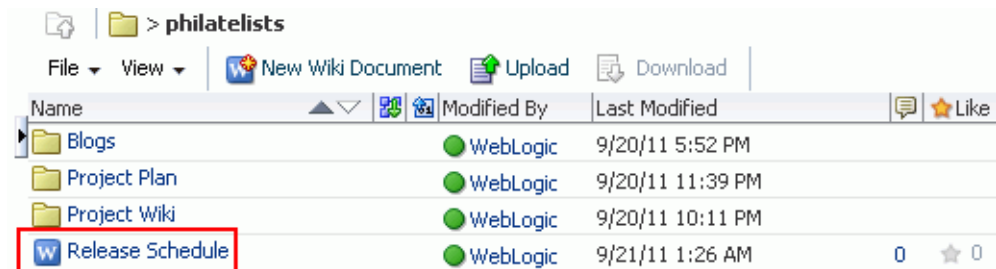 > philatelists
File View New Wiki Document Upload Download
Name Modified By Last Modified Like
Blogs WebLogic 9/20/11 5:52 PM
Project Plan WebLogic 9/20/11 11:39 PM
Project Wiki WebLogic 9/20/11 10:11 PM
W Release Schedule WebLogic 9/21/11 1:26 AM 0 0